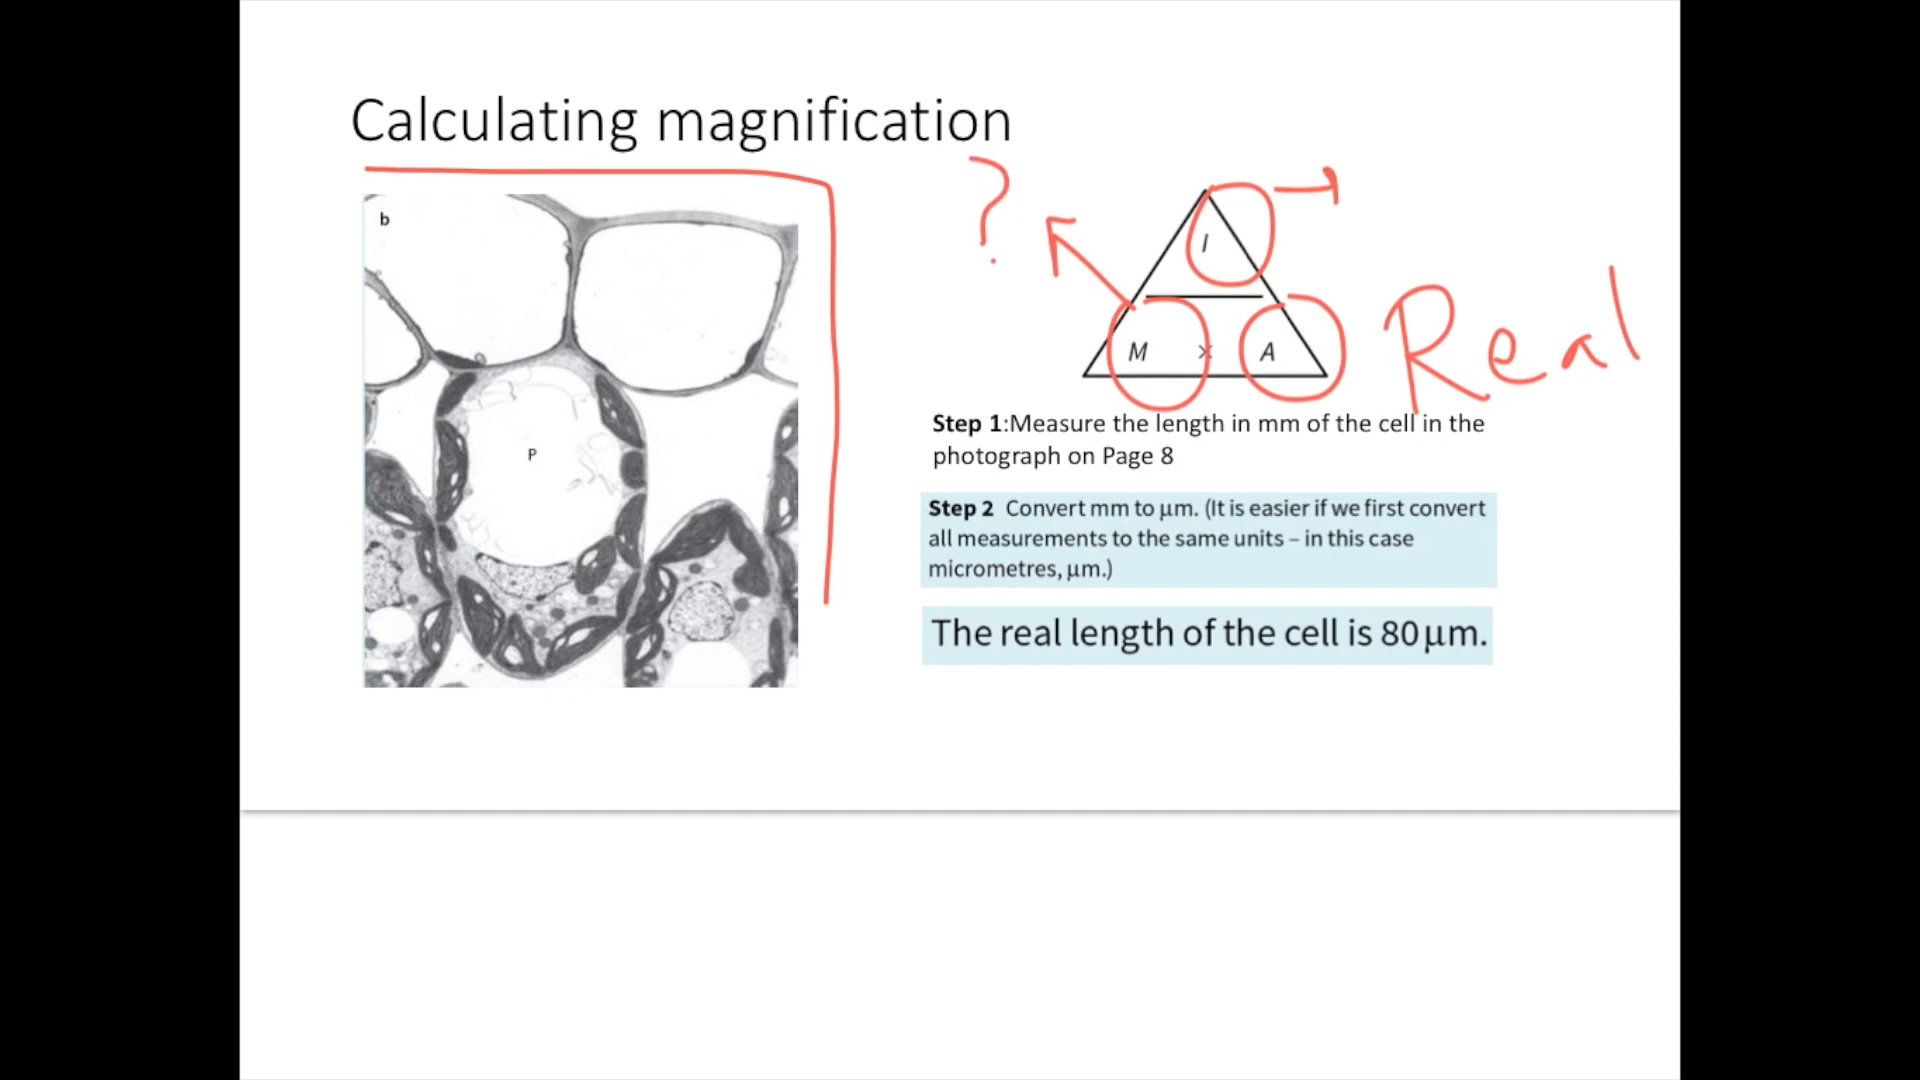 Calculating magnification
b
?
I
Real
M × A
P
Step 1:Measure the length in mm of the cell in the
photograph on Page 8
Step 2 Convert mm to µm. (It is easier if we first convert
all measurements to the same units – in this case
micrometres, µm.)
The real length of the cell is 80 µm.